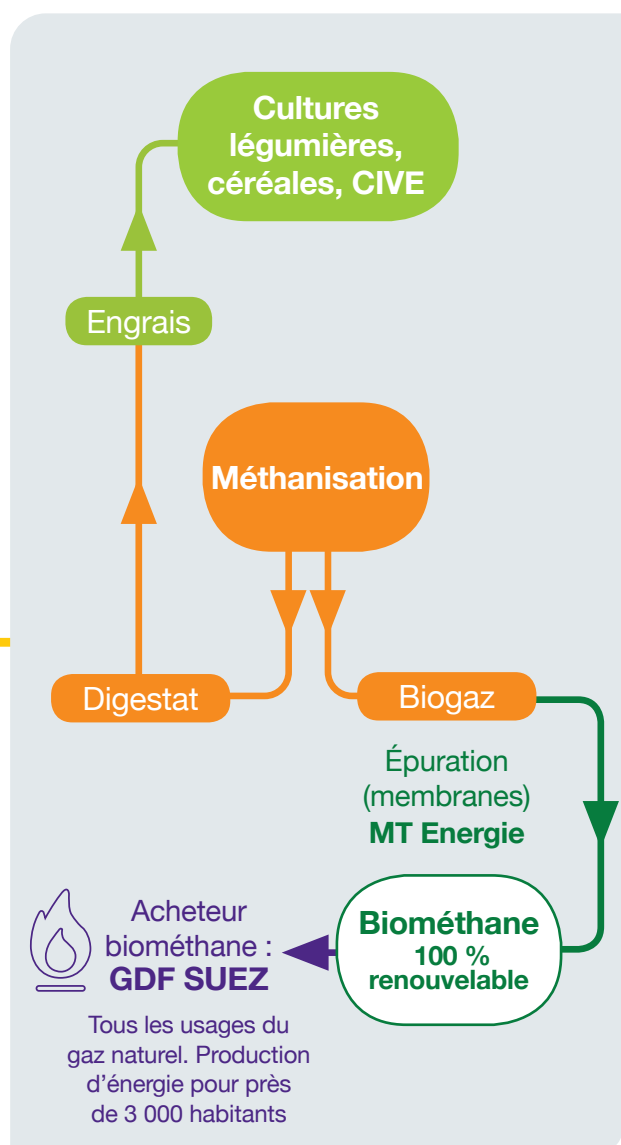 Cultures
légumières,
céréales, CIVE
Engrais
Méthanisation
Digestat
Biogaz
Épuration
(membranes)
MT Energie
Biométhane
100 %
renouvelable
Acheteur
biométhane :
GDF SUEZ
Tous les usages du
gaz naturel. Production
d’énergie pour près
de 3 000 habitants